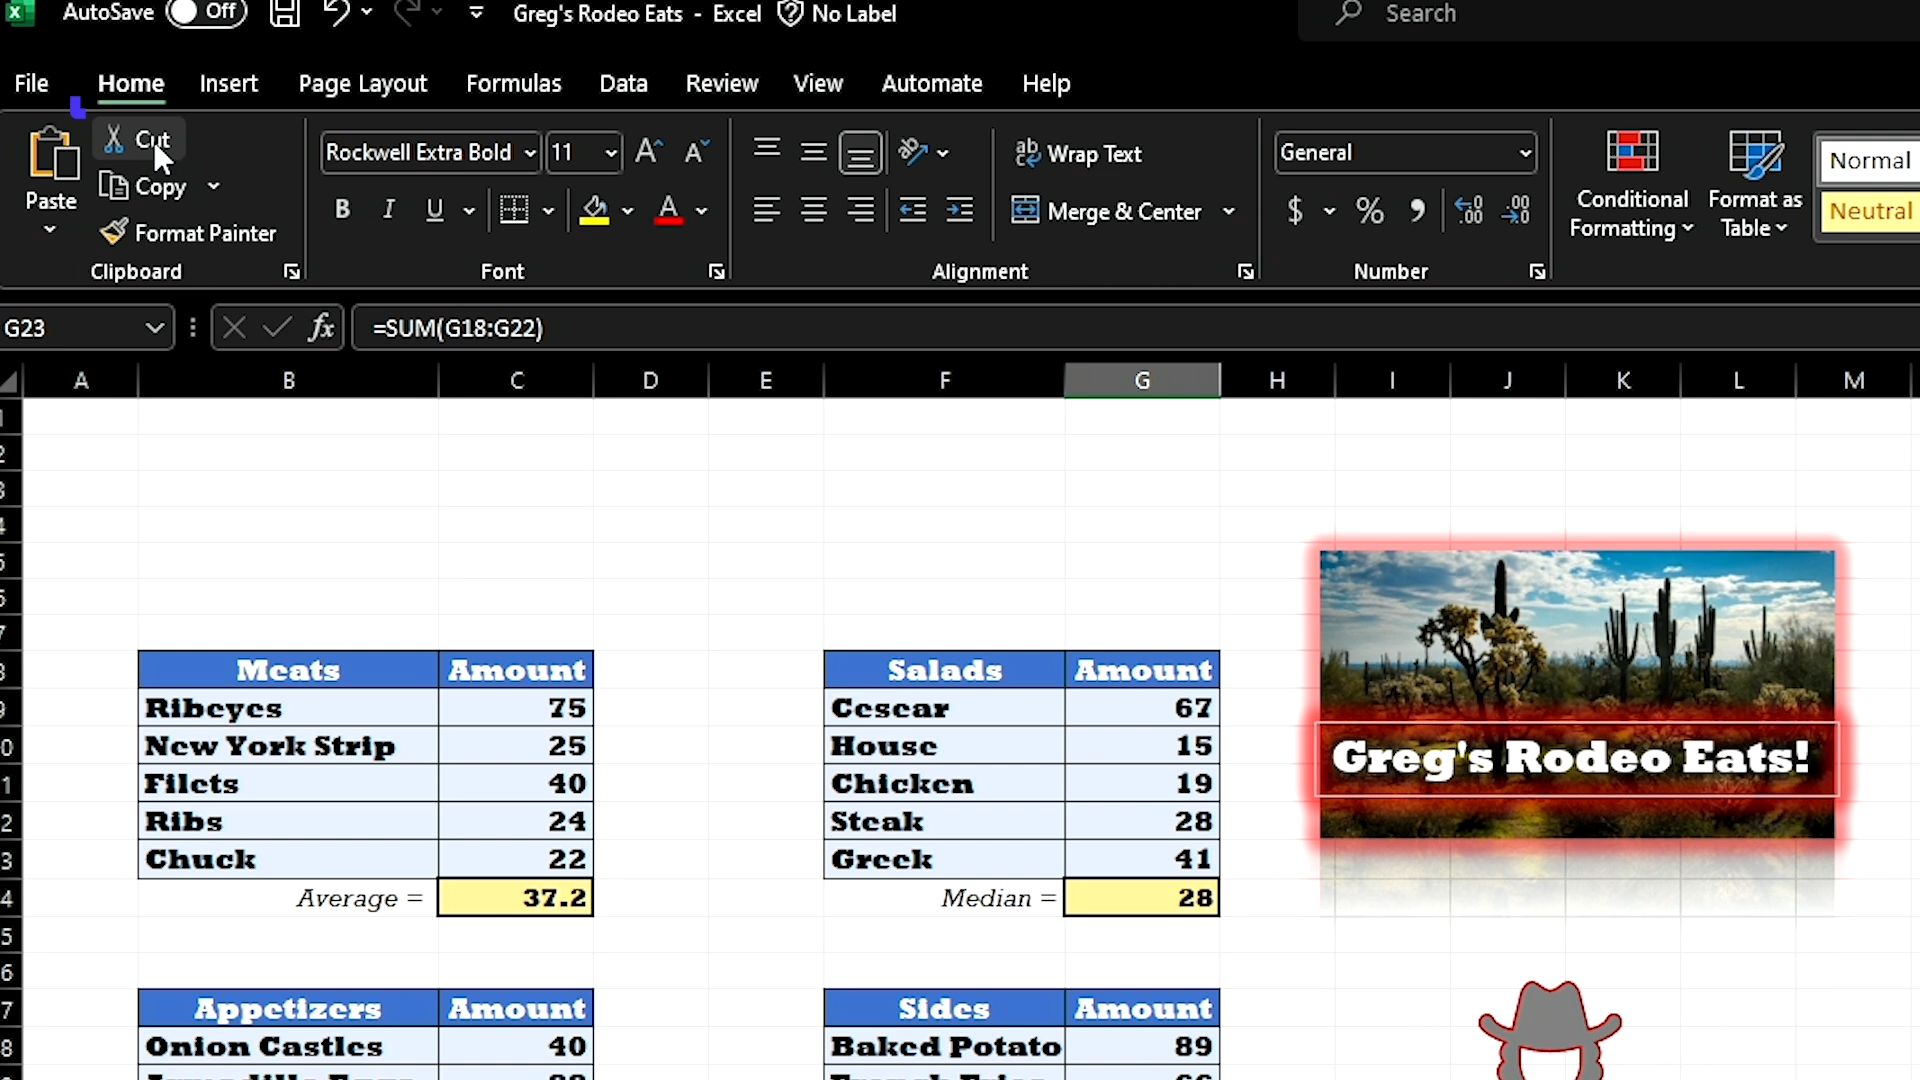 AutoSave Off Greg's Rodeo Eats - Excel No Label Search
File Home Insert Page Layout Formulas Data Review View Automate Help
Paste
Cut
Copy
Format Painter
Clipboard
Rockwell Extra Bold 11
B I U
Font
Wrap Text
Merge & Center
Alignment
General
$ %
Number
Conditional
Formatting
Format as
Table
Normal
Neutral
G23 fx =SUM(G18:G22)
A B C D E F G H I J K L M
Meats Amount
Ribeyes 75
New York Strip 25
Filets 40
Ribs 24
Chuck 22
Average = 37.2
Salads Amount
Cesear 67
House 15
Chicken 19
Steak 28
Greek 41
Median = 28
Greg's Rodeo Eats!
Appetizers Amount
Onion Castles 40
Sides Amount
Baked Potato 89